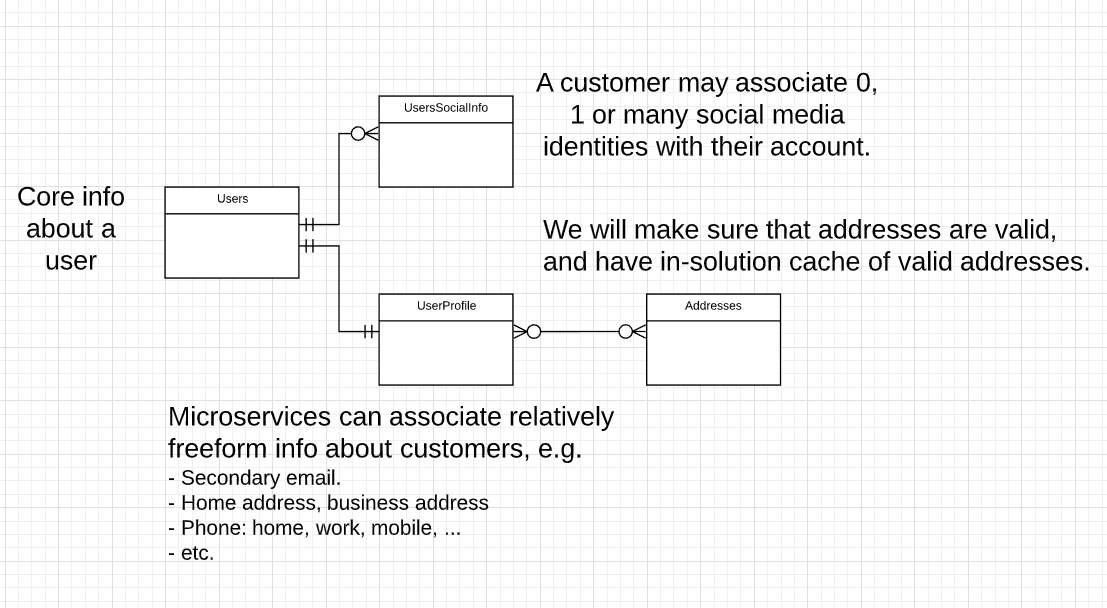 A customer may associate 0,
1 or many social media
identities with their account.
UsersSocialInfo
Core info
about a
user
Users
We will make sure that addresses are valid,
and have in-solution cache of valid addresses.
UserProfile
Addresses
Microservices can associate relatively
freeform info about customers, e.g.
- Secondary email.
- Home address, business address
- Phone: home, work, mobile, ...
- etc.